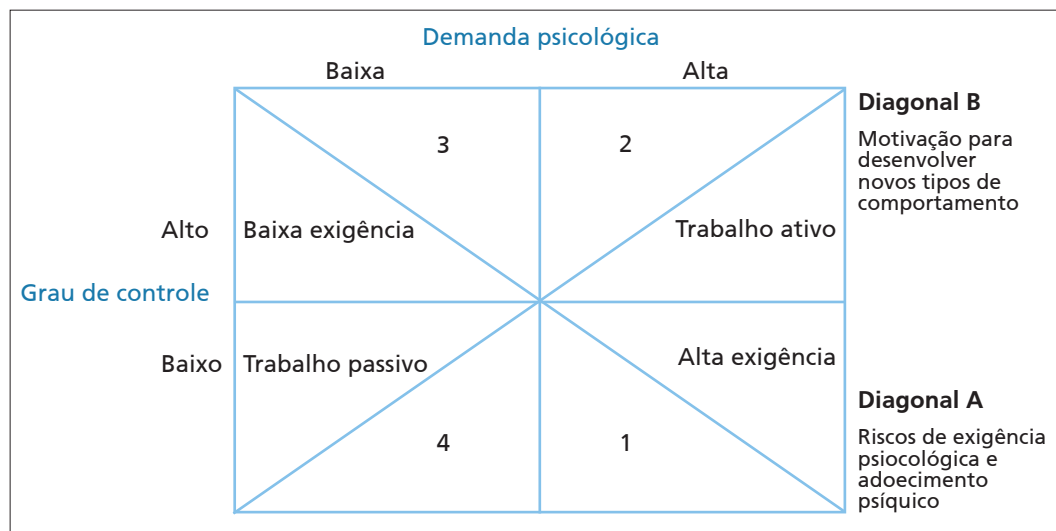 Demanda psicológica
Baixa
Alta
Diagonal B
Motivação para
desenvolver
novos tipos de
comportamento
3
2
Alto
Baixa exigência
Trabalho ativo
Grau de controle
Baixo
Trabalho passivo
Alta exigência
Diagonal A
Riscos de exigência
psiocológica e
adoecimento
psíquico
4
1